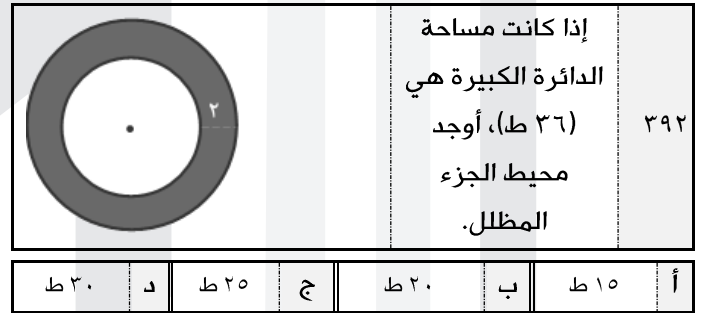 ٣٩٢
إذا كانت مساحة
الدائرة الكبيرة هي
(٣٦ ط)، أوجد
محيط الجزء
المظلل.
٢
أ ١٥ ط ب ٢٠ ط ج ٢٥ ط د ٣٠ ط